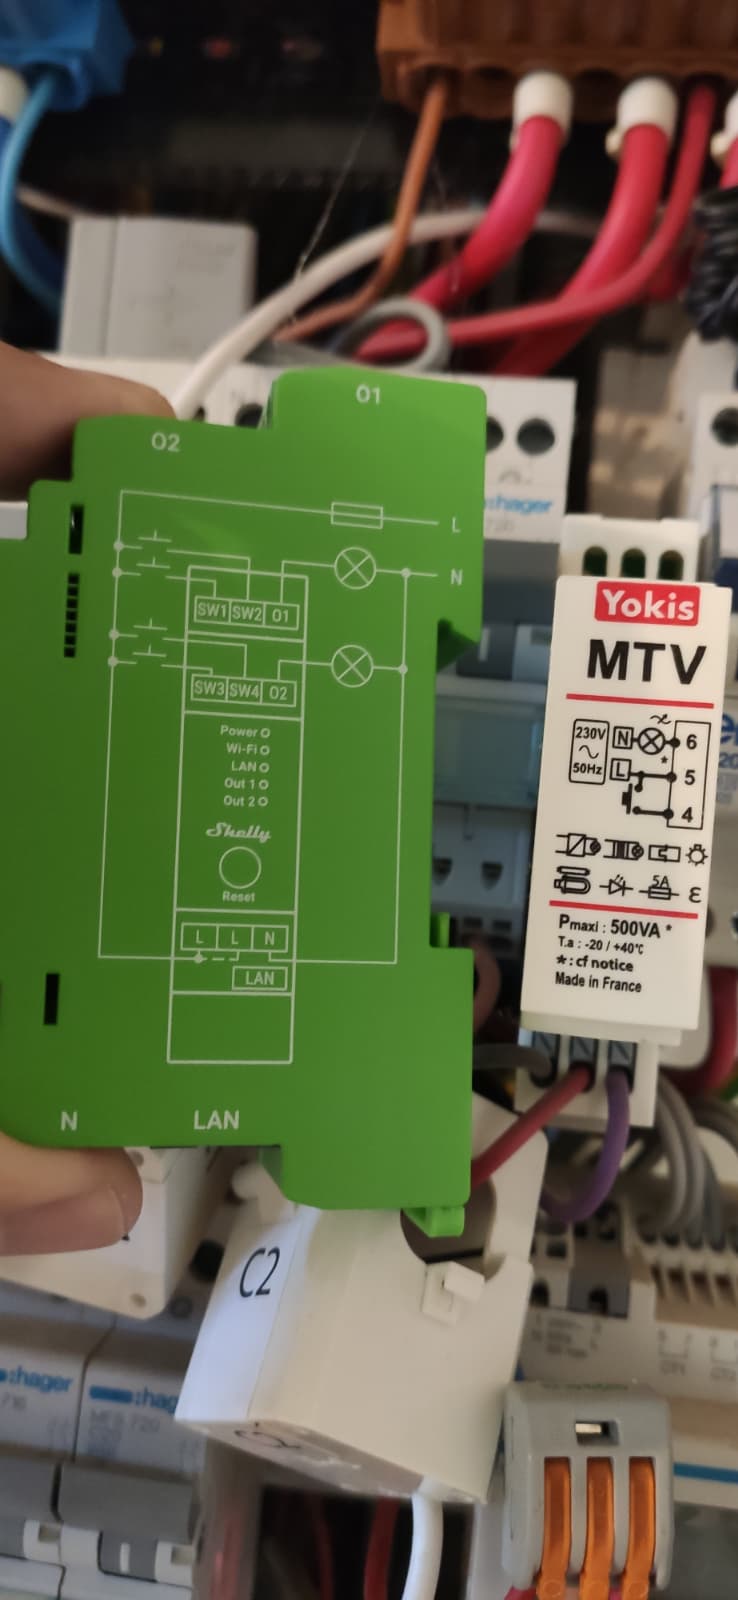 O1
O2
L
N
SW1 SW2 O1
SW3 SW4 O2
Power
Wi-Fi
LAN
Out 1
Out 2
Shelly
Reset
L L N
LAN
N LAN
:hager
Yokis
MTV
230V
50Hz
N
L
6
5
4
5A
Pmaxi : 500VA *
T.a : -20 / +40°C
* : cf notice
Made in France
C2
:hager
:hag